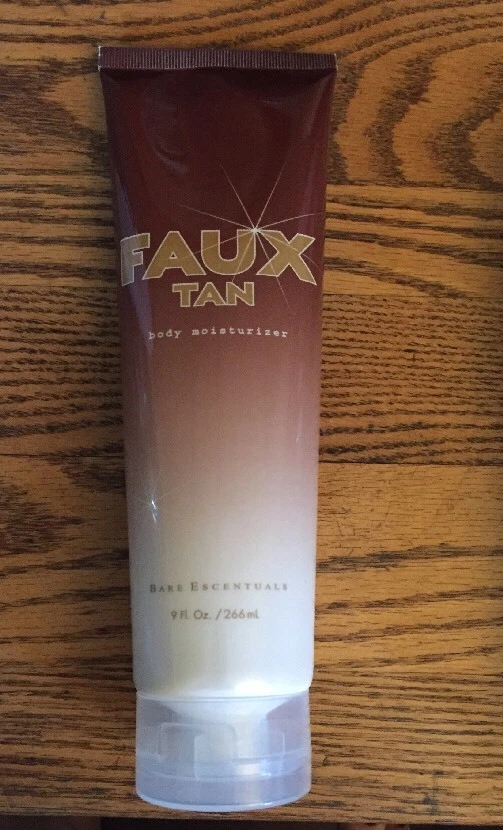 FAUX
TAN
body moisturizer
BARE ESCENTUALS
9 Fl. Oz. / 266mL